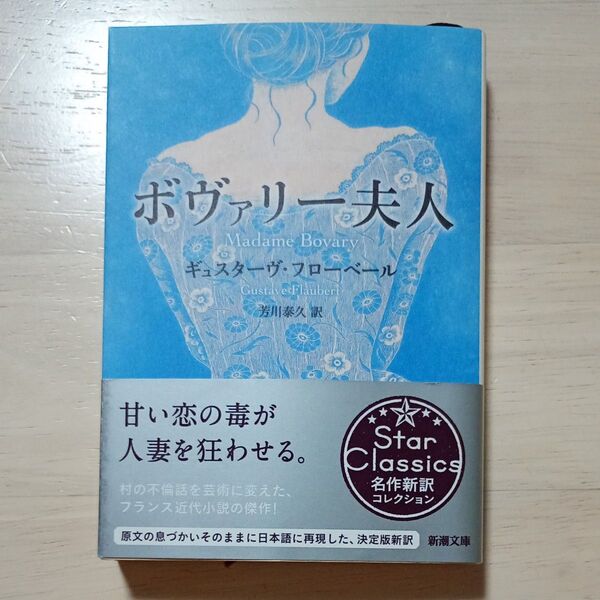 ボヴァリー夫人
Madame Bovary
ギュスターヴ・フローベール
Gustave Flaubert
芳川泰久 訳
甘い恋の毒が
人妻を狂わせる。
村の不倫話を芸術に変えた、
フランス近代小説の傑作！
原文の息づかいそのままに日本語に再現した、決定版新訳
Star
Classics
名作新訳
コレクション
新潮文庫